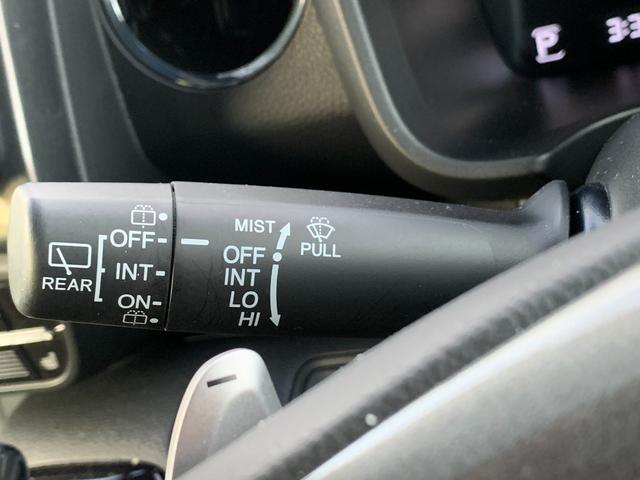 REAR
OFF
INT
ON
MIST
OFF
INT
LO
HI
PULL
P